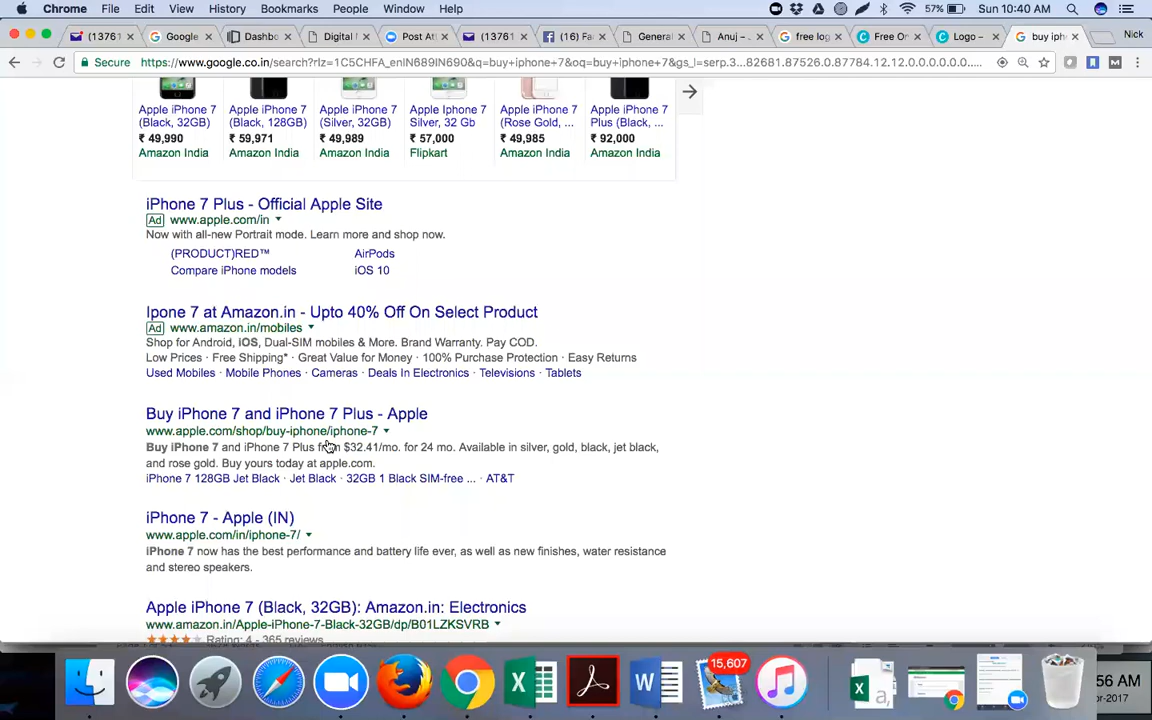 Chrome File Edit View History Bookmarks People Window Help 57% Sun 10:40 AM
(1376 Google Dashbo Digital Post Att (1376 (16) Fa General Anuj – free log Free On Logo – buy iph Nick
Secure https://www.google.co.in/search?rlz=1C5CHFA_enIN689IN690&q=buy+iphone+7&oq=buy+iphone+7&gs_l=serp.3...82681.87526.0.87784.12.12.0.0.0.0.0.0....
Apple iPhone 7 Apple iPhone 7 Apple iPhone 7 Apple Iphone 7 Apple iPhone 7 Apple iPhone 7
(Black, 32GB) (Black, 128GB) (Silver, 32GB) Silver, 32 Gb (Rose Gold, ... Plus (Black, ...
₹ 49,990 ₹ 59,971 ₹ 49,989 ₹ 57,000 ₹ 49,985 ₹ 92,000
Amazon India Amazon India Amazon India Flipkart Amazon India Amazon India
iPhone 7 Plus - Official Apple Site
Ad www.apple.com/in
Now with all-new Portrait mode. Learn more and shop now.
(PRODUCT)RED™ AirPods
Compare iPhone models iOS 10
Ipone 7 at Amazon.in - Upto 40% Off On Select Product
Ad www.amazon.in/mobiles
Shop for Android, iOS, Dual-SIM mobiles & More. Brand Warranty. Pay COD.
Low Prices · Free Shipping* · Great Value for Money · 100% Purchase Protection · Easy Returns
Used Mobiles · Mobile Phones · Cameras · Deals In Electronics · Televisions · Tablets
Buy iPhone 7 and iPhone 7 Plus - Apple
www.apple.com/shop/buy-iphone/iphone-7
Buy iPhone 7 and iPhone 7 Plus from $32.41/mo. for 24 mo. Available in silver, gold, black, jet black,
and rose gold. Buy yours today at apple.com.
iPhone 7 128GB Jet Black · Jet Black · 32GB 1 Black SIM-free ... · AT&T
iPhone 7 - Apple (IN)
www.apple.com/in/iphone-7/
iPhone 7 now has the best performance and battery life ever, as well as new finishes, water resistance
and stereo speakers.
Apple iPhone 7 (Black, 32GB): Amazon.in: Electronics
www.amazon.in/Apple-iPhone-7-Black-32GB/dp/B01LZKSVRB
Rating: 4 - 365 reviews
15,607
56 AM
pr-2017